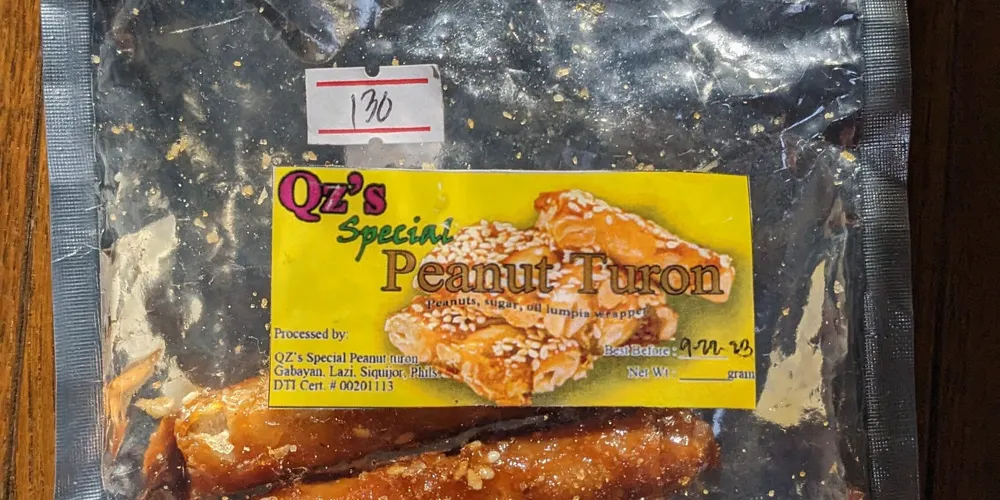 130
Qz's
Special
Peanut Turon
Peanuts, sugar, oil lumpia wrapper
Processed by:
QZ's Special Peanut turon
Gabayan, Lazi, Siquijor, Phils.
DTI Cert. # 00201113
Best Before: 9-22-23
Net Wt- ________gram